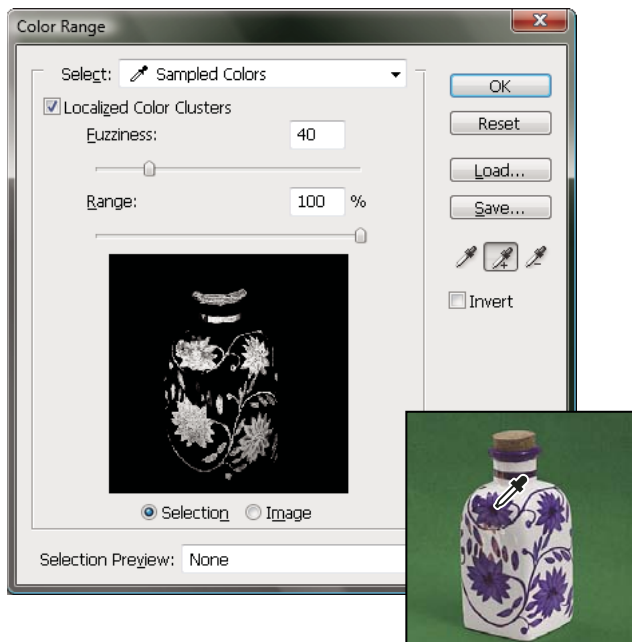 Color Range
Select: Sampled Colors
OK
Localized Color Clusters
Fuzziness: 40
Reset
Load...
Range: 100 %
Save...
Invert
Selection Image
Selection Preview: None